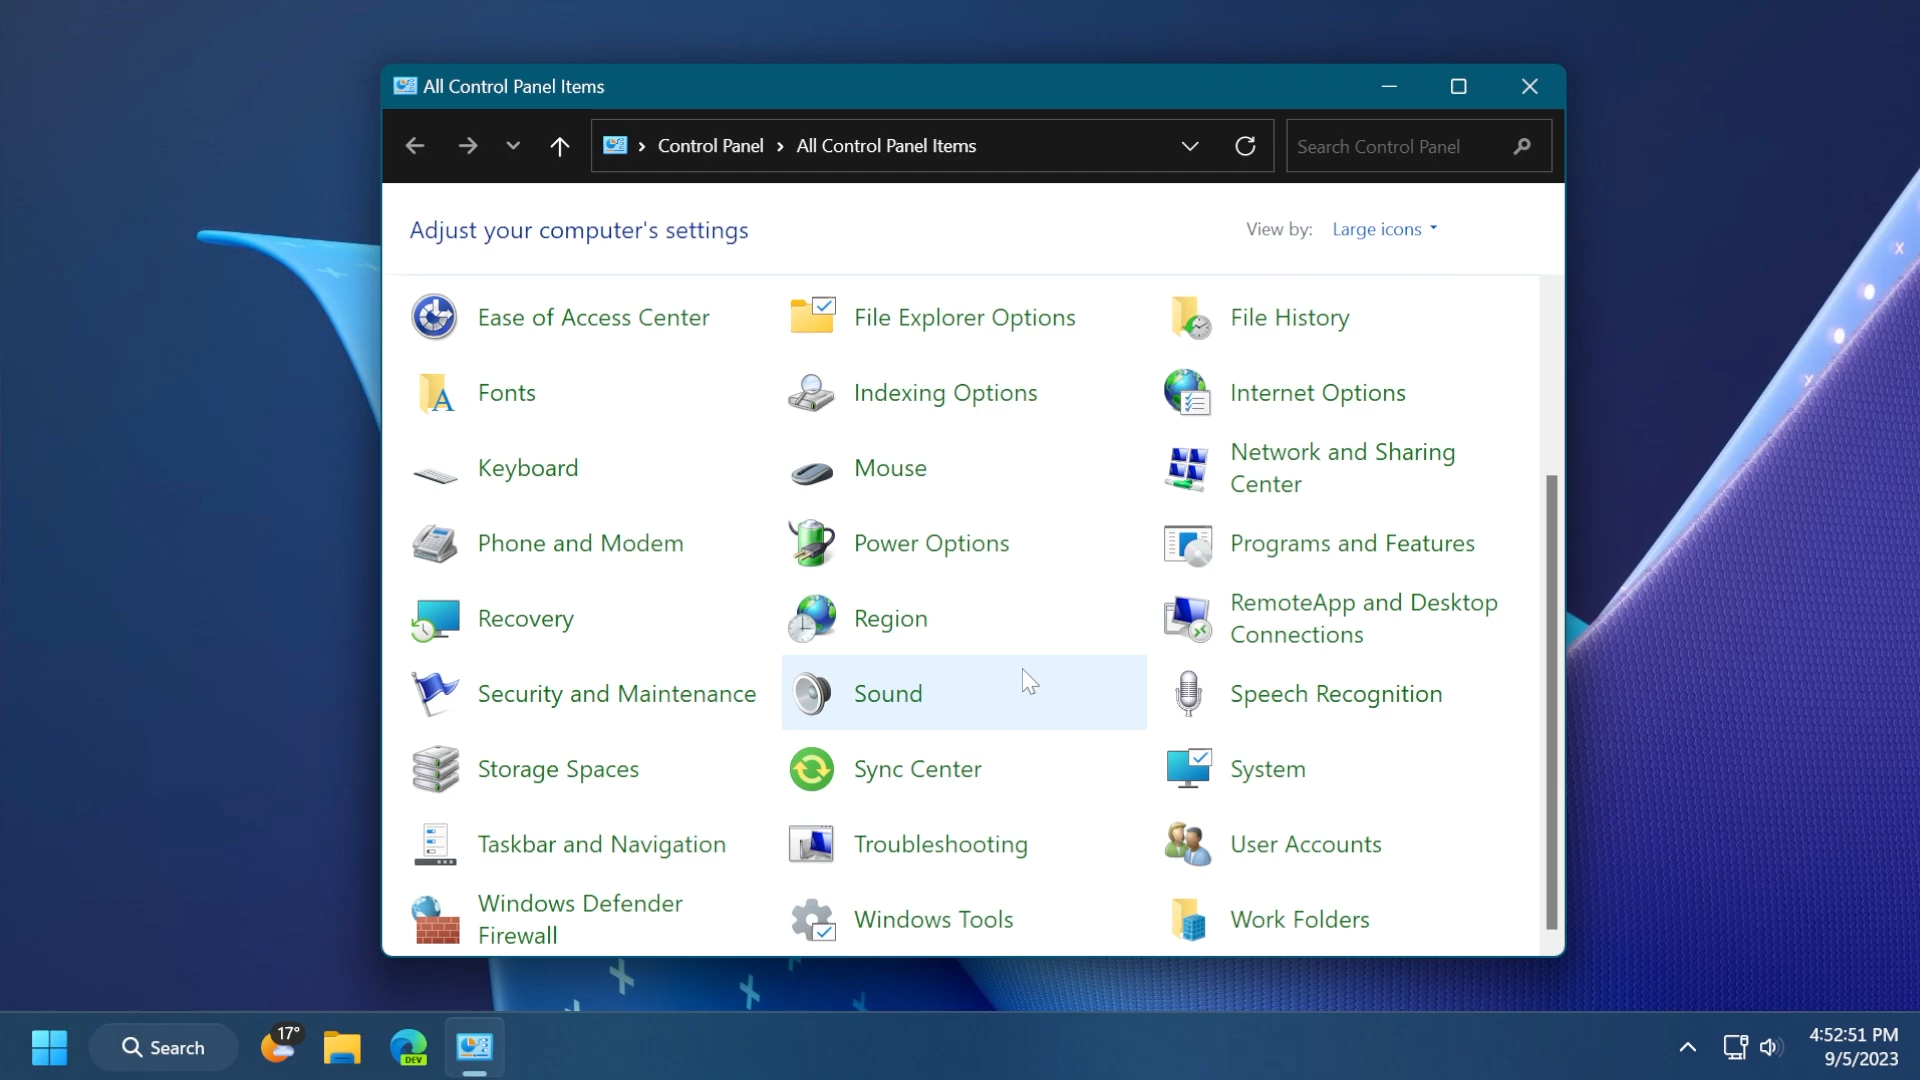 All Control Panel Items
Control Panel
All Control Panel Items
Search Control Panel
Adjust your computer's settings
View by: Large icons
Ease of Access Center
File Explorer Options
File History
Fonts
Indexing Options
Internet Options
Keyboard
Mouse
Network and Sharing
Center
Phone and Modem
Power Options
Programs and Features
Recovery
Region
RemoteApp and Desktop
Connections
Security and Maintenance
Sound
Speech Recognition
Storage Spaces
Sync Center
System
Taskbar and Navigation
Troubleshooting
User Accounts
Windows Defender
Firewall
Windows Tools
Work Folders
Search
17°
DEV
4:52:51 PM
9/5/2023